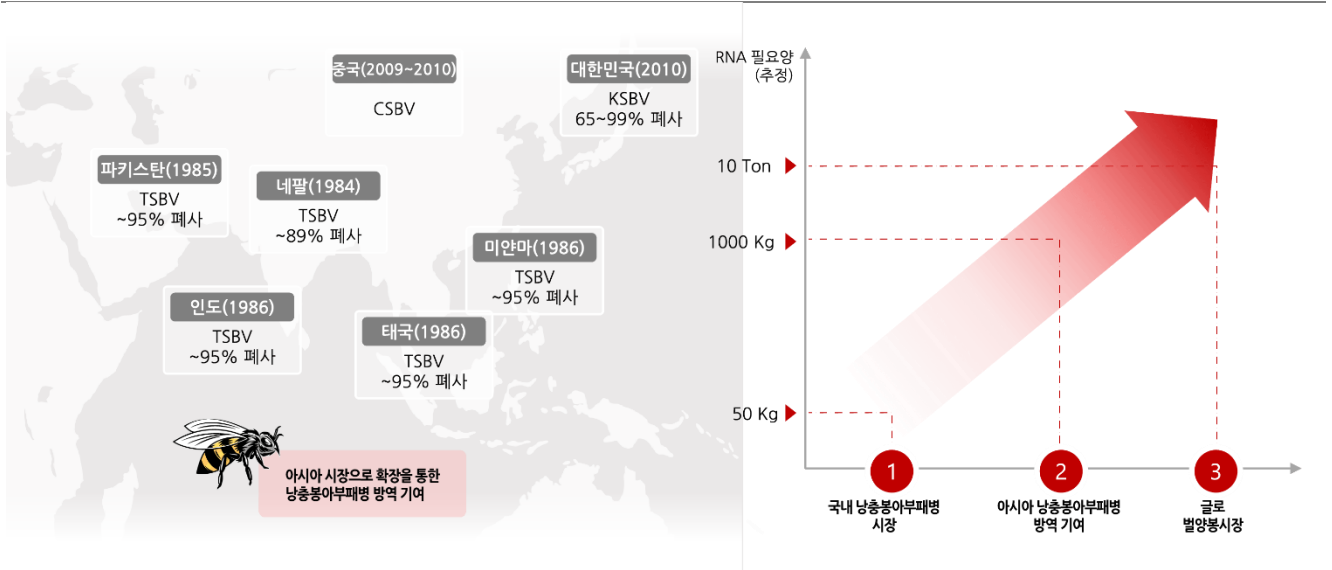 중국(2009~2010)
CSBV
대한민국(2010)
KSBV
65~99% 폐사
파키스탄(1985)
TSBV
~95% 폐사
네팔(1984)
TSBV
~89% 폐사
미얀마(1986)
TSBV
~95% 폐사
인도(1986)
TSBV
~95% 폐사
태국(1986)
TSBV
~95% 폐사
아시아 시장으로 확장을 통한
낭충봉아부패병 방역 기여
RNA 필요양
(추정)
10 Ton
1000 Kg
50 Kg
1
국내 낭충봉아부패병
시장
2
아시아 낭충봉아부패병
방역 기여
3
글로
벌양봉시장